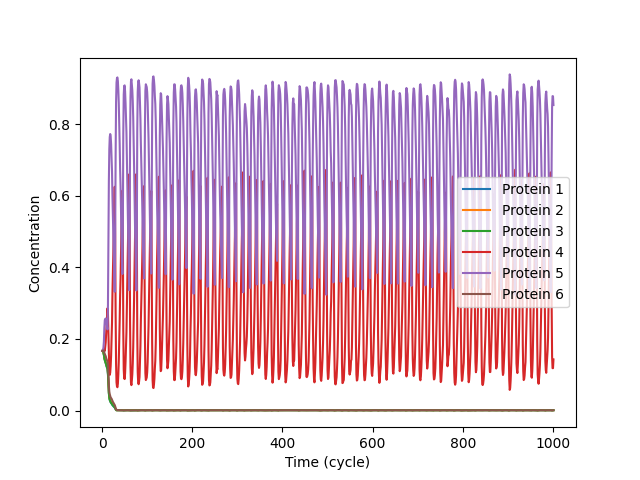 0.8
0.6
0.4
0.2
0.0
Concentration
0
200
400
600
800
1000
Time (cycle)
Protein 1
Protein 2
Protein 3
Protein 4
Protein 5
Protein 6